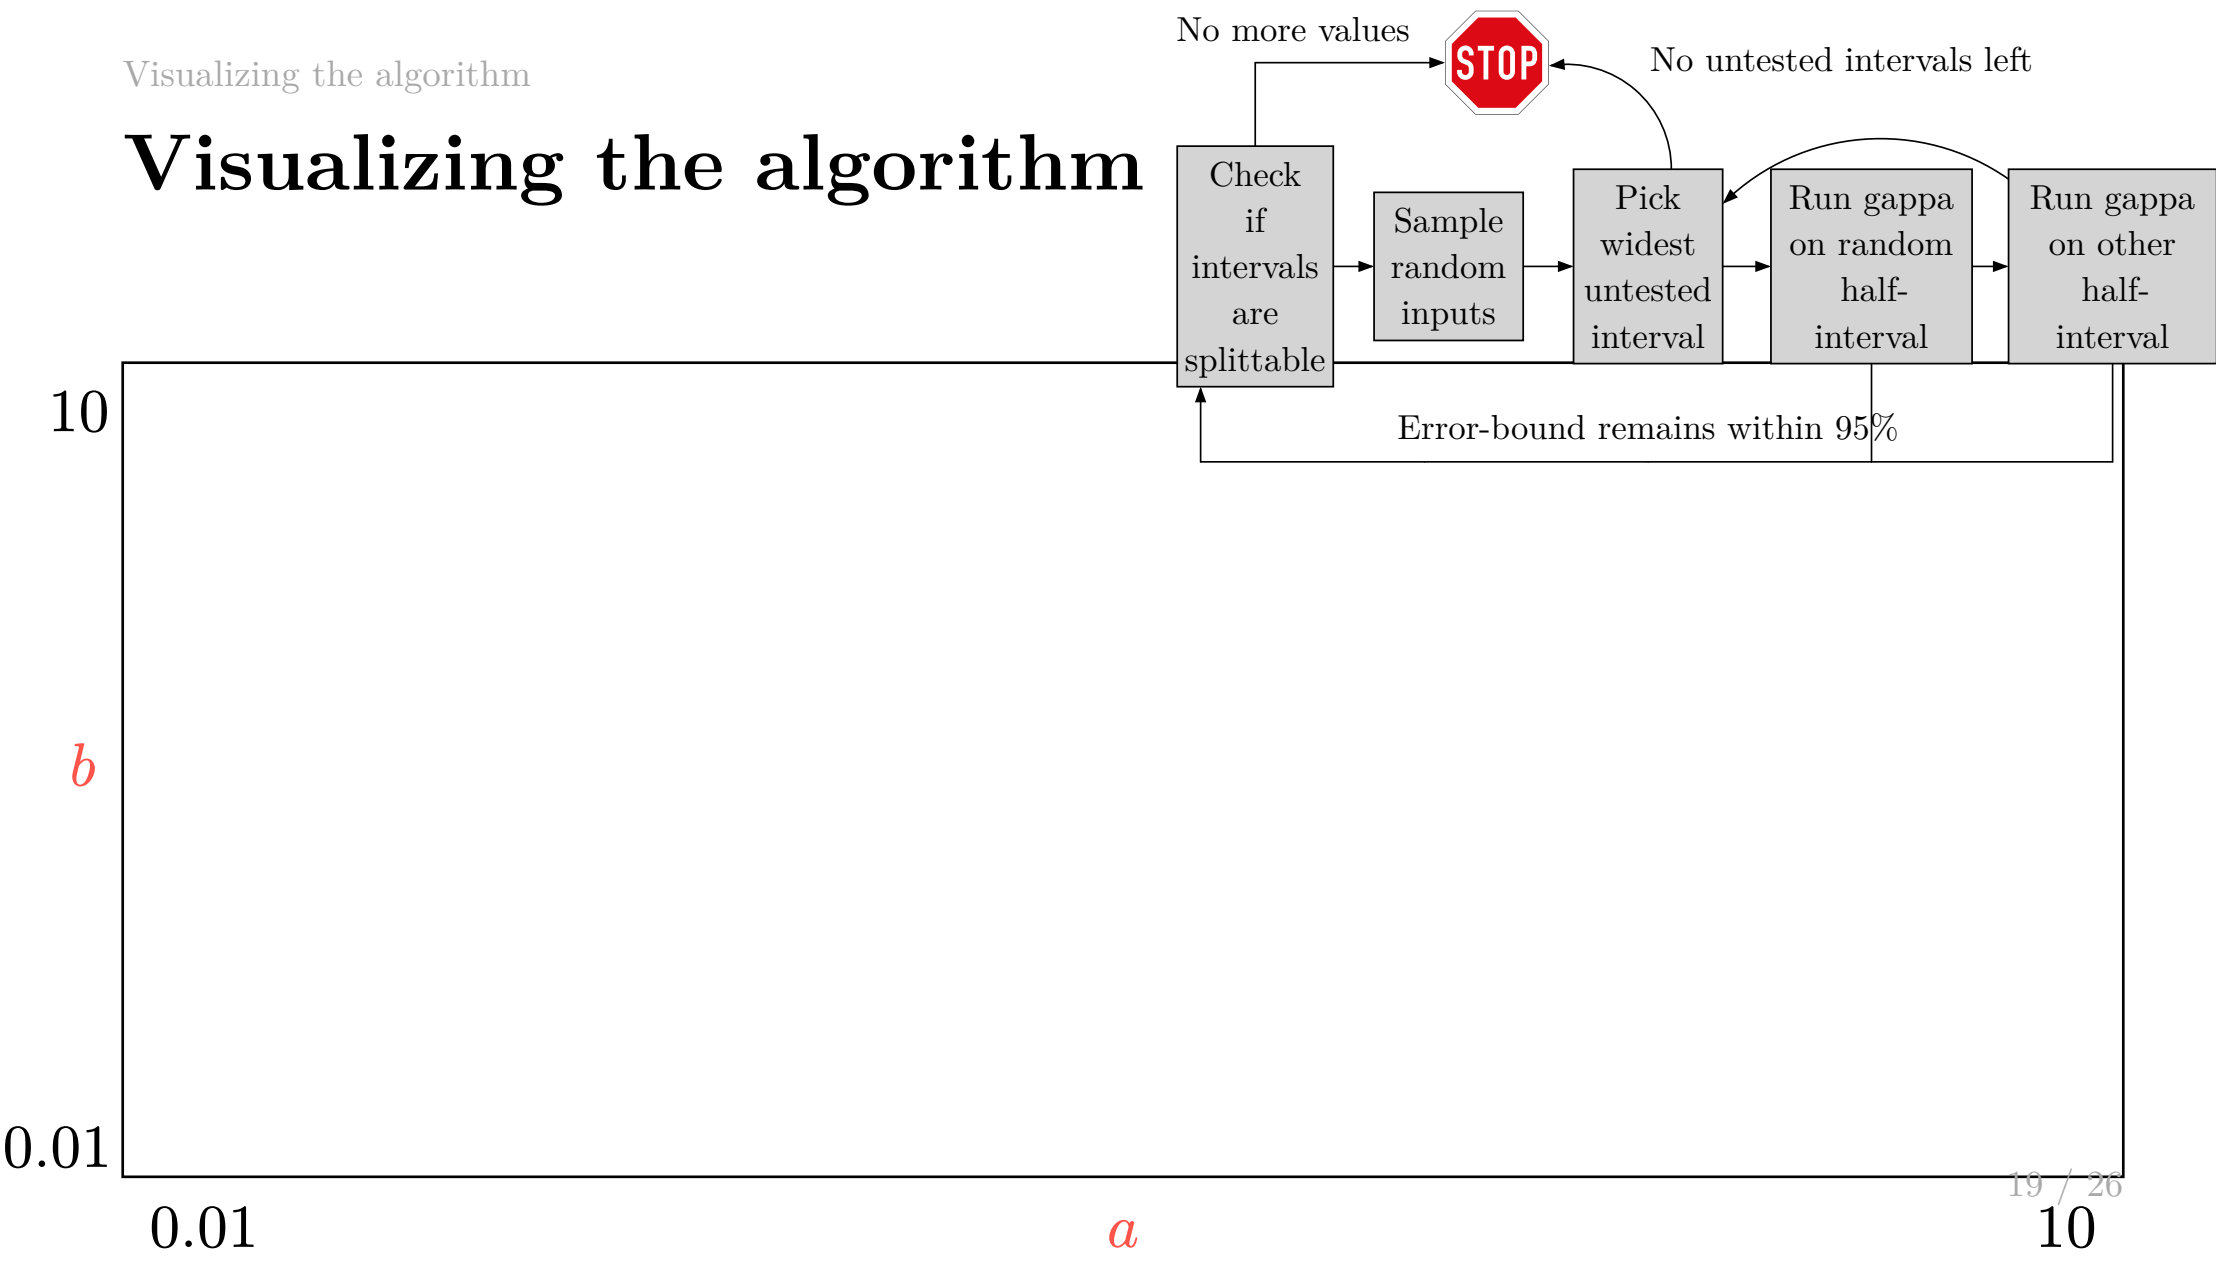 Visualizing the algorithm
Visualizing the algorithm
No more values
STOP
No untested intervals left
Check
if
intervals
are
splittable
Sample
random
inputs
Pick
widest
untested
interval
Run gappa
on random
half-
interval
Run gappa
on other
half-
interval
Error-bound remains within 95%
10
b
0.01
0.01
a
10
19 / 26